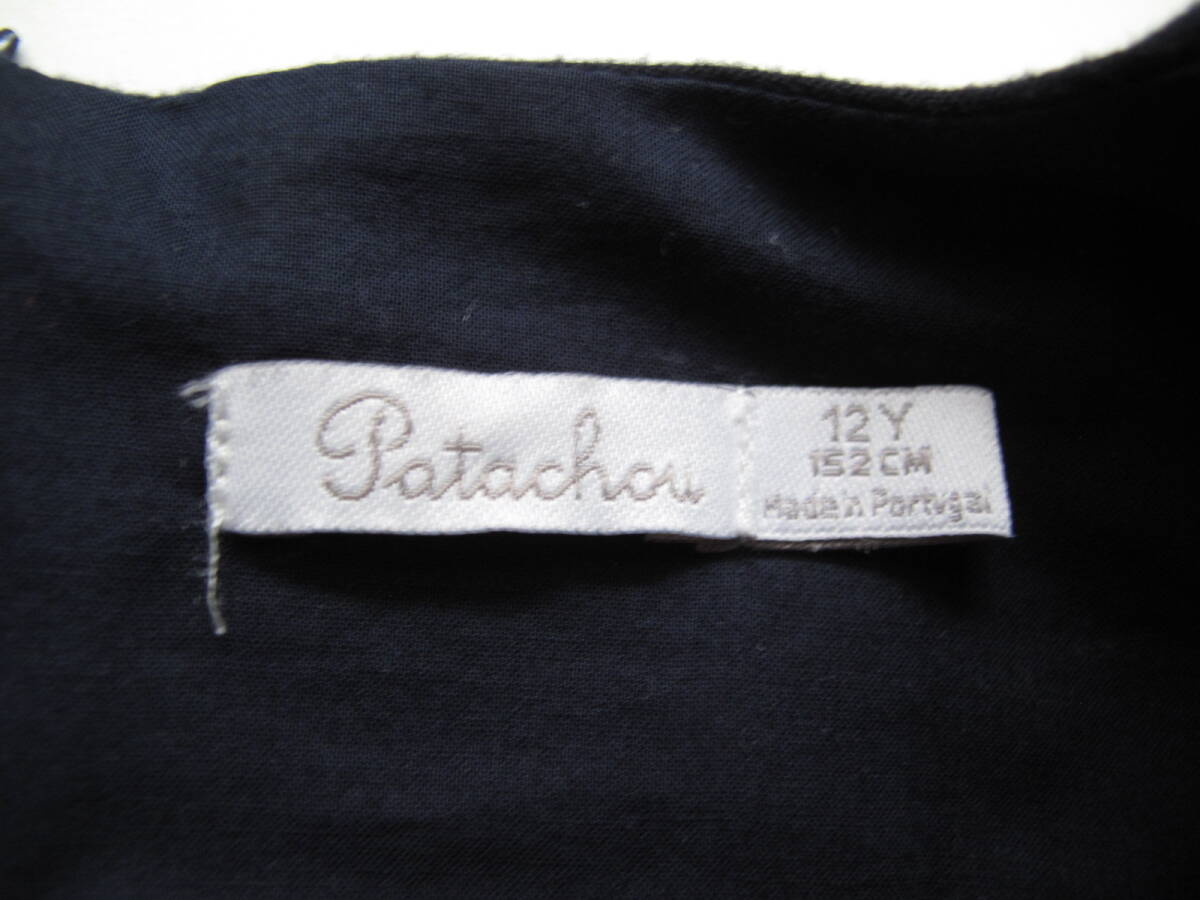 Patachou
12 Y
152 CM
Made in Portugal